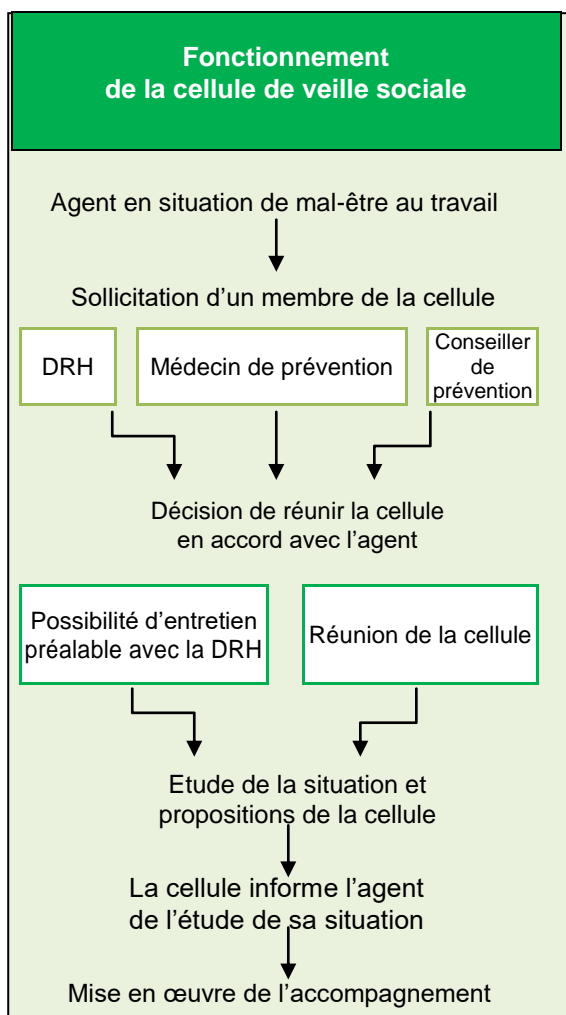 Fonctionnement
de la cellule de veille sociale
Agent en situation de mal-être au travail
Sollicitation d’un membre de la cellule
DRH
Médecin de prévention
Conseiller
de
prévention
Décision de réunir la cellule
en accord avec l’agent
Possibilité d’entretien
préalable avec la DRH
Réunion de la cellule
Etude de la situation et
propositions de la cellule
La cellule informe l’agent
de l’étude de sa situation
Mise en œuvre de l’accompagnement